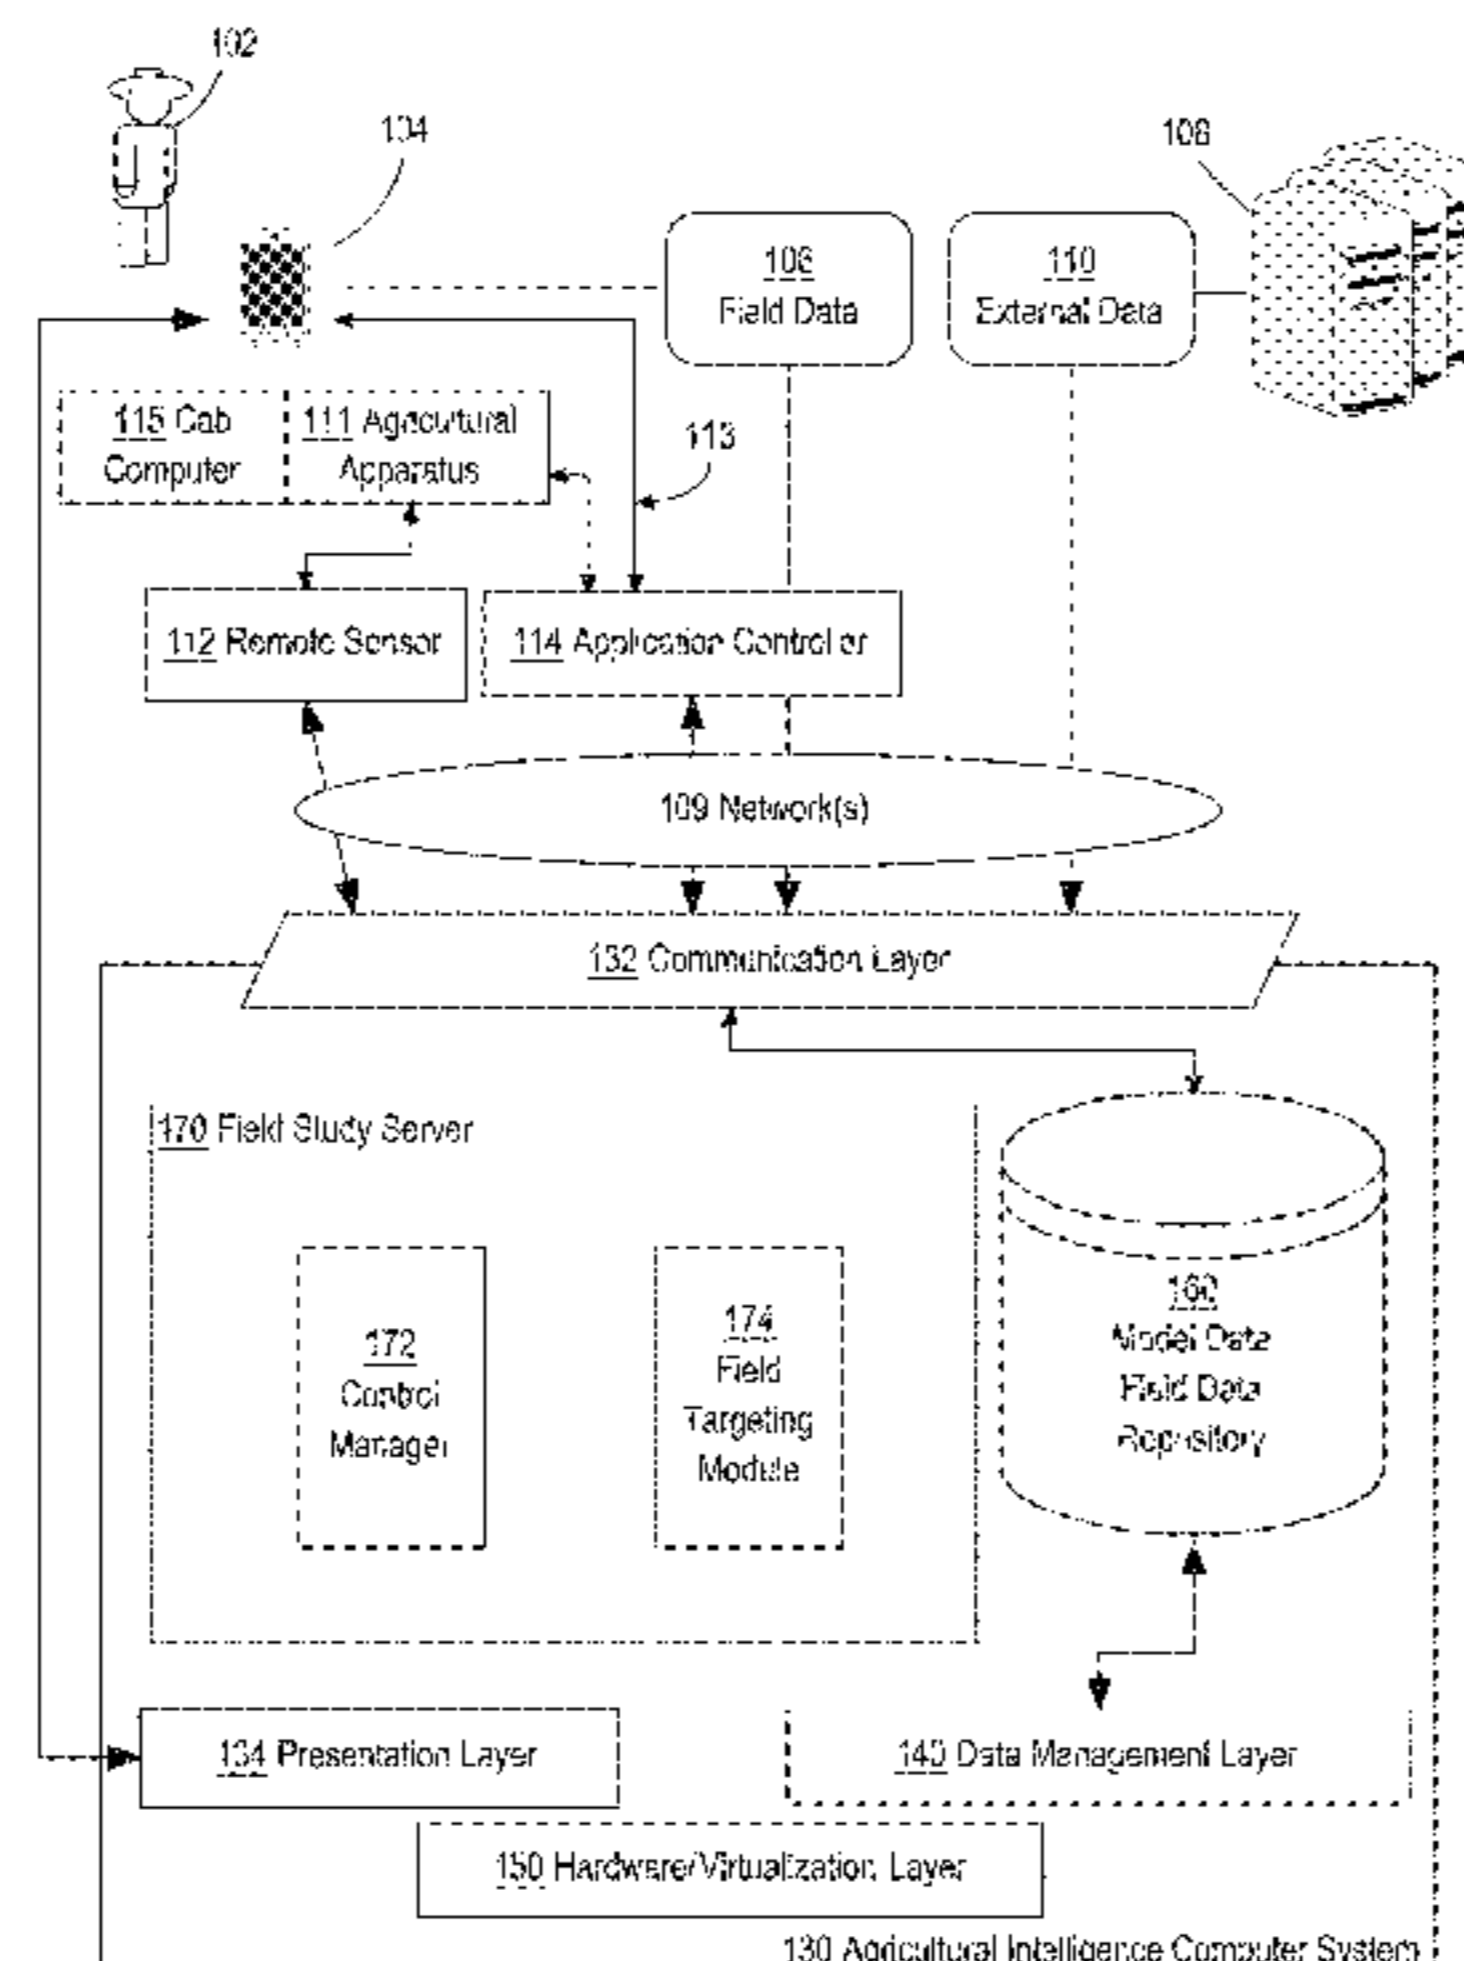 102
104
108
106
Field Data
110
External Data
115 Cab
Computer
111 Agricultural
Apparatus
113
112 Remote Sensor
114 Application Controller
109 Network(s)
132 Communication Layer
170 Field Study Server
172
Control
Manager
174
Field
Targeting
Module
160
Model Data
Field Data
Repository
134 Presentation Layer
140 Data Management Layer
150 Hardware/Virtualization Layer
130 Agricultural Intelligence Computer System